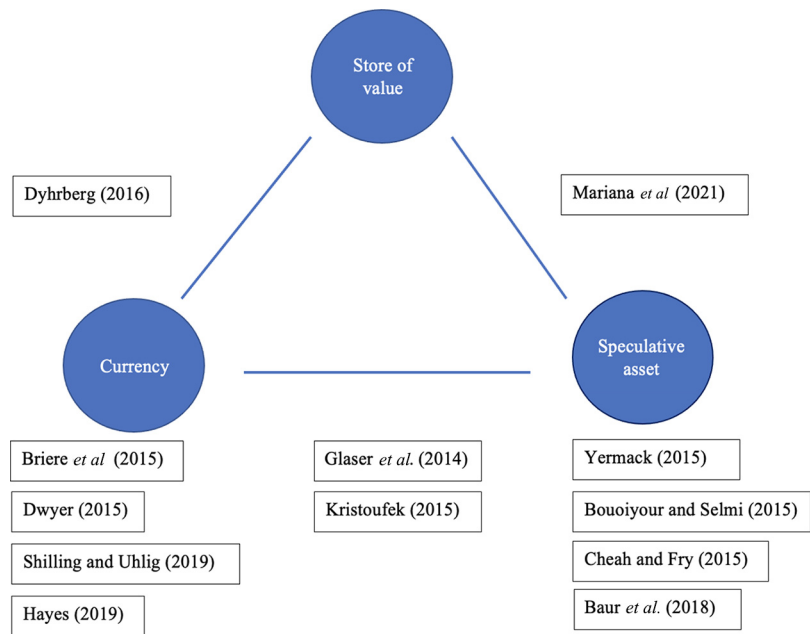 Store of
value
Dyhrberg (2016)
Mariana et al (2021)
Currency
Speculative
asset
Briere et al (2015)
Glaser et al. (2014)
Yermack (2015)
Dwyer (2015)
Kristoufek (2015)
Bouoiyour and Selmi (2015)
Shilling and Uhlig (2019)
Cheah and Fry (2015)
Hayes (2019)
Baur et al. (2018)